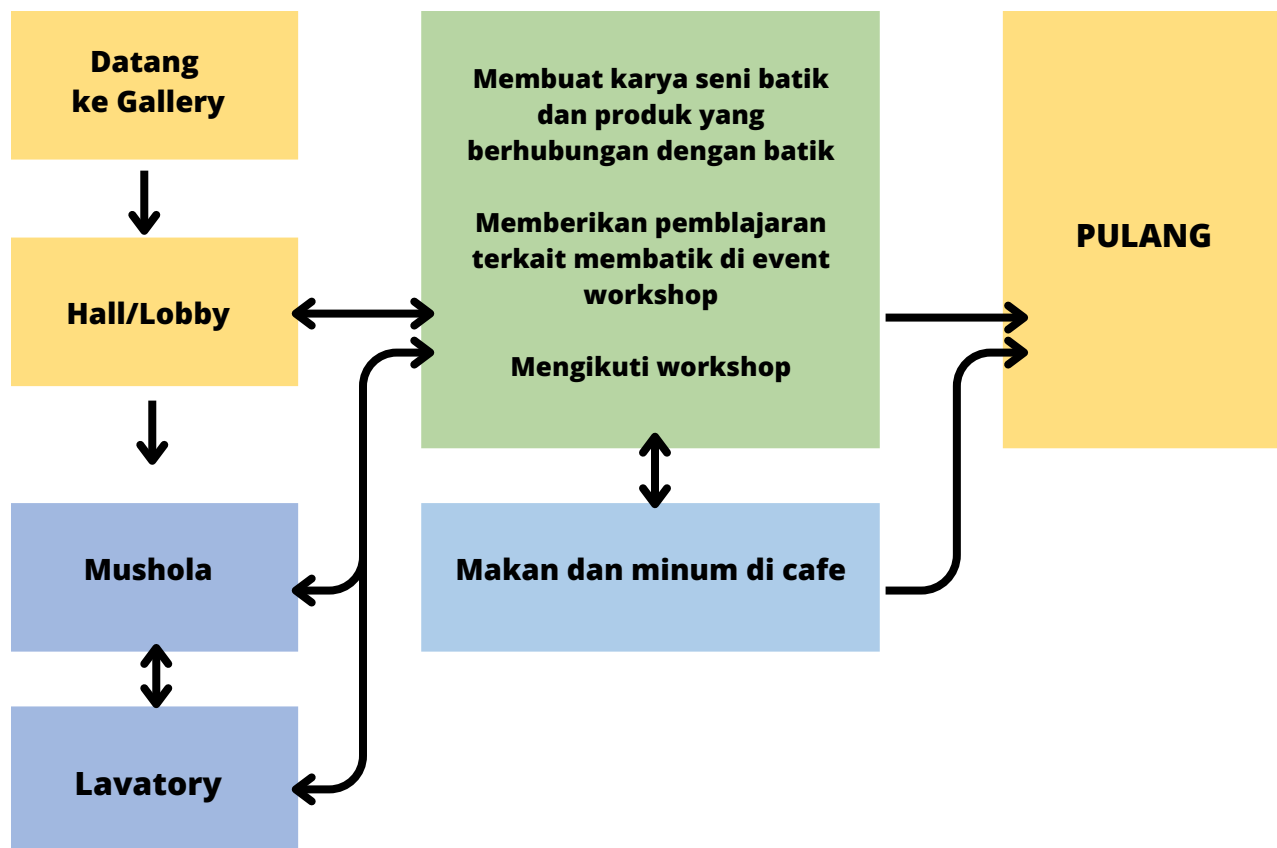 Datang
ke Gallery
Hall/Lobby
Mushola
Lavatory
Membuat karya seni batik
dan produk yang
berhubungan dengan batik
Memberikan pemblajaran
terkait membatik di event
workshop
Mengikuti workshop
Makan dan minum di cafe
PULANG